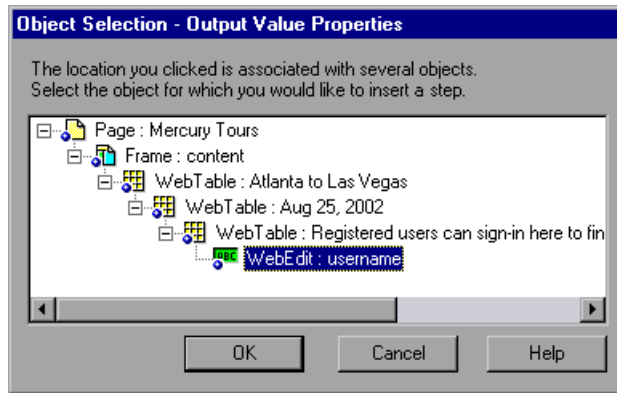 Object Selection - Output Value Properties
The location you clicked is associated with several objects.
Select the object for which you would like to insert a step.
Page : Mercury Tours
Frame : content
WebTable : Atlanta to Las Vegas
WebTable : Aug 25, 2002
WebTable : Registered users can sign-in here to fin
ABC WebEdit : username
OK Cancel Help